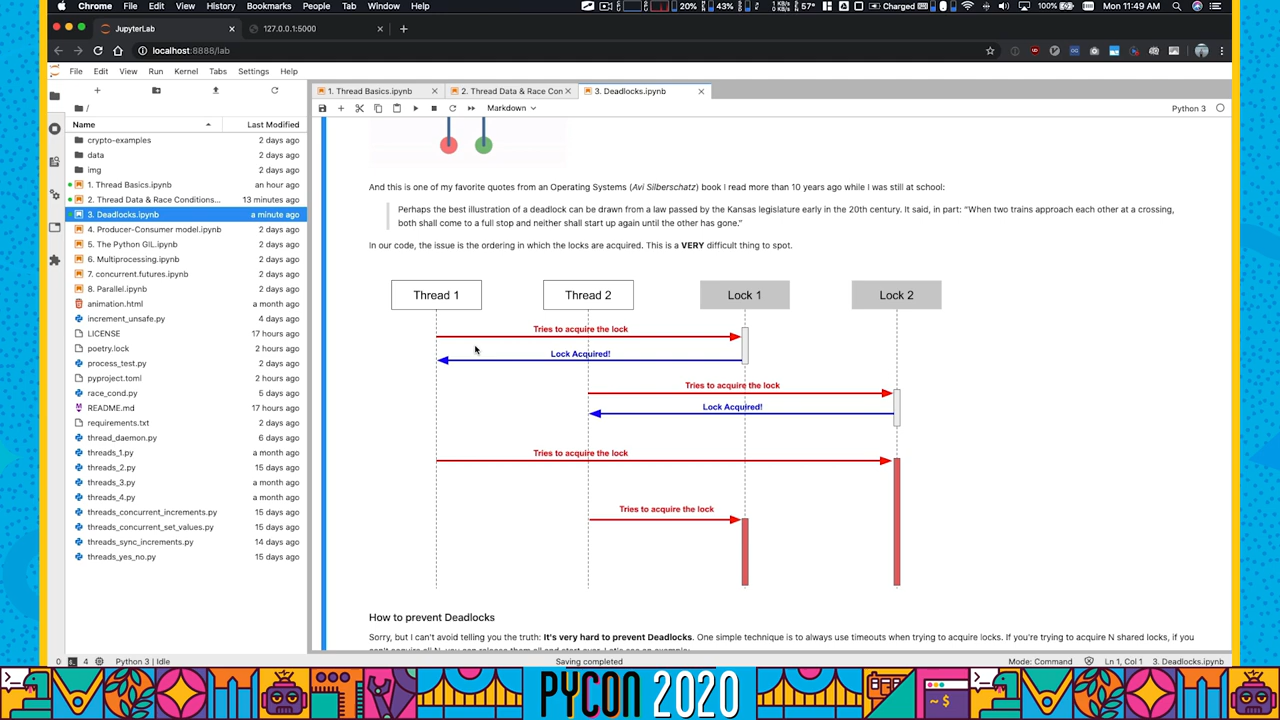 Chrome File Edit View History Bookmarks People Tab Window Help
20% 43% 57° Charged 100% Mon 11:49 AM
JupyterLab
127.0.0.1:5000
localhost:8888/lab
File Edit View Run Kernel Tabs Settings Help
/
Name Last Modified
crypto-examples 2 days ago
data 2 days ago
img 2 days ago
1. Thread Basics.ipynb an hour ago
2. Thread Data & Race Conditions... 13 minutes ago
3. Deadlocks.ipynb a minute ago
4. Producer-Consumer model.ipynb 2 days ago
5. The Python GIL.ipynb 2 days ago
6. Multiprocessing.ipynb 2 days ago
7. concurrent.futures.ipynb 2 days ago
8. Parallel.ipynb 2 days ago
animation.html a month ago
increment_unsafe.py 4 days ago
LICENSE 17 hours ago
poetry.lock 2 hours ago
process_test.py 2 days ago
pyproject.toml 2 hours ago
race_cond.py 5 days ago
README.md 17 hours ago
requirements.txt 2 days ago
thread_daemon.py 6 days ago
threads_1.py a month ago
threads_2.py 15 days ago
threads_3.py a month ago
threads_4.py a month ago
threads_concurrent_increments.py 15 days ago
threads_concurrent_set_values.py 15 days ago
threads_sync_increments.py 14 days ago
threads_yes_no.py 15 days ago
1. Thread Basics.ipynb
2. Thread Data & Race Con
3. Deadlocks.ipynb
Markdown
Python 3
And this is one of my favorite quotes from an Operating Systems (Avi Silberschatz) book I read more than 10 years ago while I was still at school:
Perhaps the best illustration of a deadlock can be drawn from a law passed by the Kansas legislature early in the 20th century. It said, in part: “When two trains approach each other at a crossing,
both shall come to a full stop and neither shall start up again until the other has gone.”
In our code, the issue is the ordering in which the locks are acquired. This is a VERY difficult thing to spot.
Thread 1 Thread 2 Lock 1 Lock 2
Tries to acquire the lock
Lock Acquired!
Tries to acquire the lock
Lock Acquired!
Tries to acquire the lock
Tries to acquire the lock
How to prevent Deadlocks
Sorry, but I can't avoid telling you the truth: It's very hard to prevent Deadlocks. One simple technique is to always use timeouts when trying to acquire locks. If you're trying to acquire N shared locks, if you
0 4 Python 3 | Idle Saving completed Mode: Command Ln 1, Col 1 3. Deadlocks.ipynb
PYCON 2020